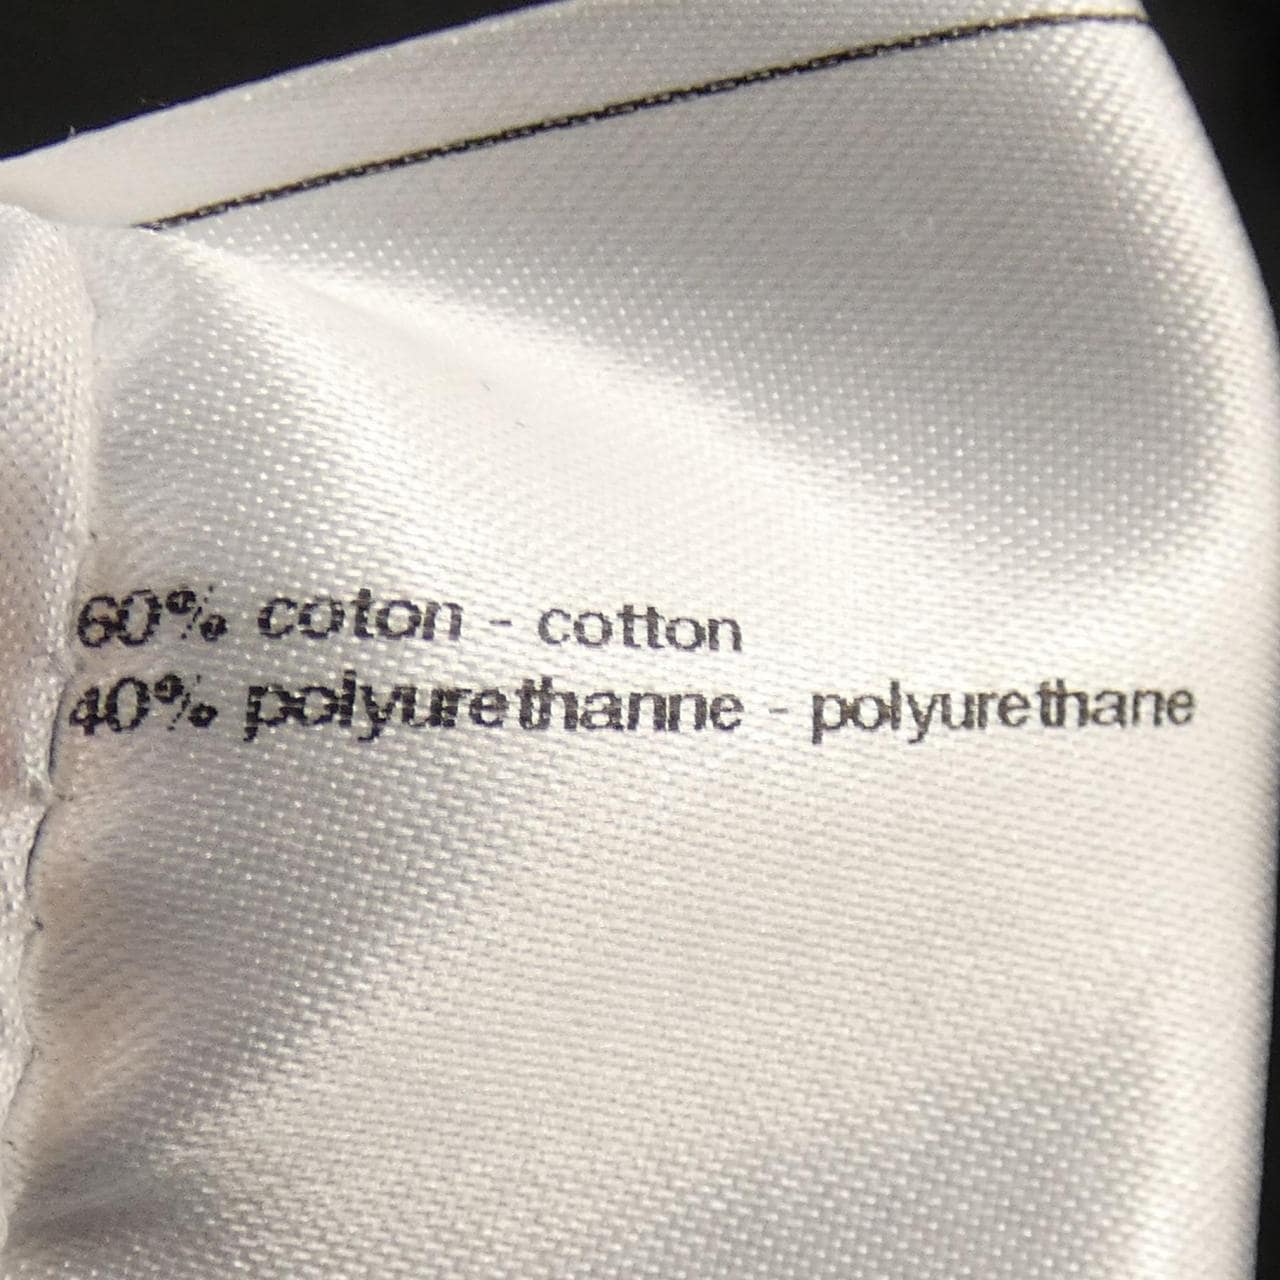 60% coton - cotton
40% polyurethanne - polyurethane